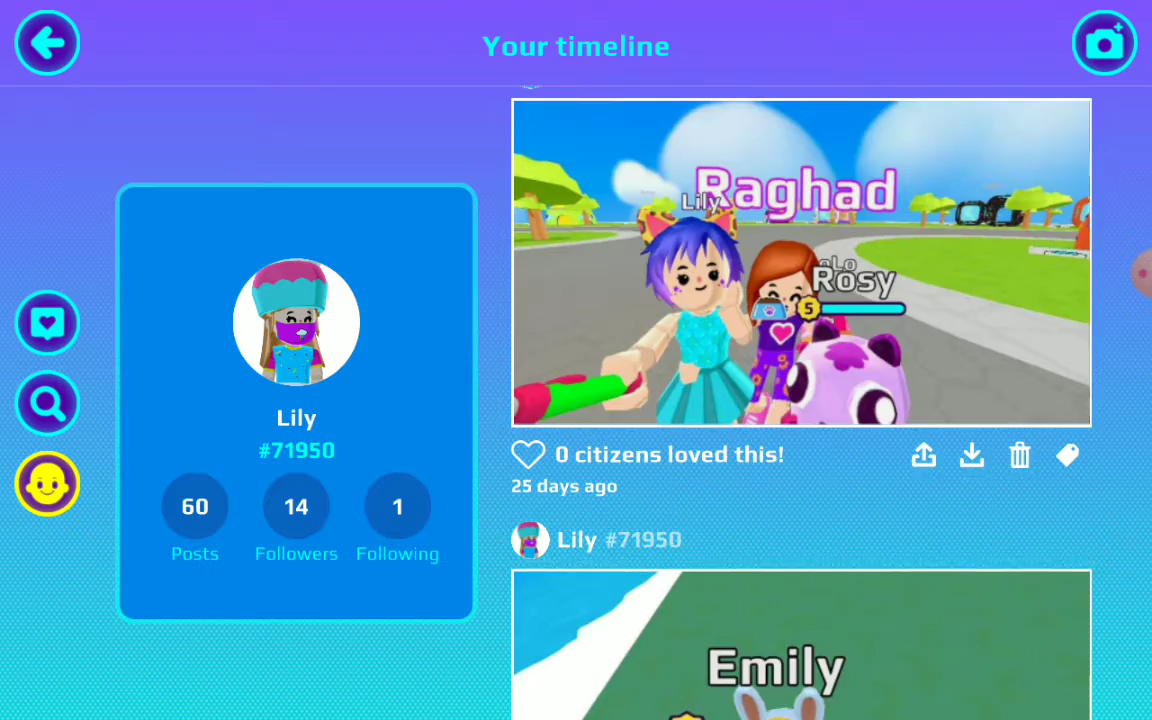 Your timeline
Raghad
Lily
Rosy
5
0 citizens loved this!
25 days ago
Lily #71950
Emily
Lily
#71950
60
14
1
Posts
Followers
Following